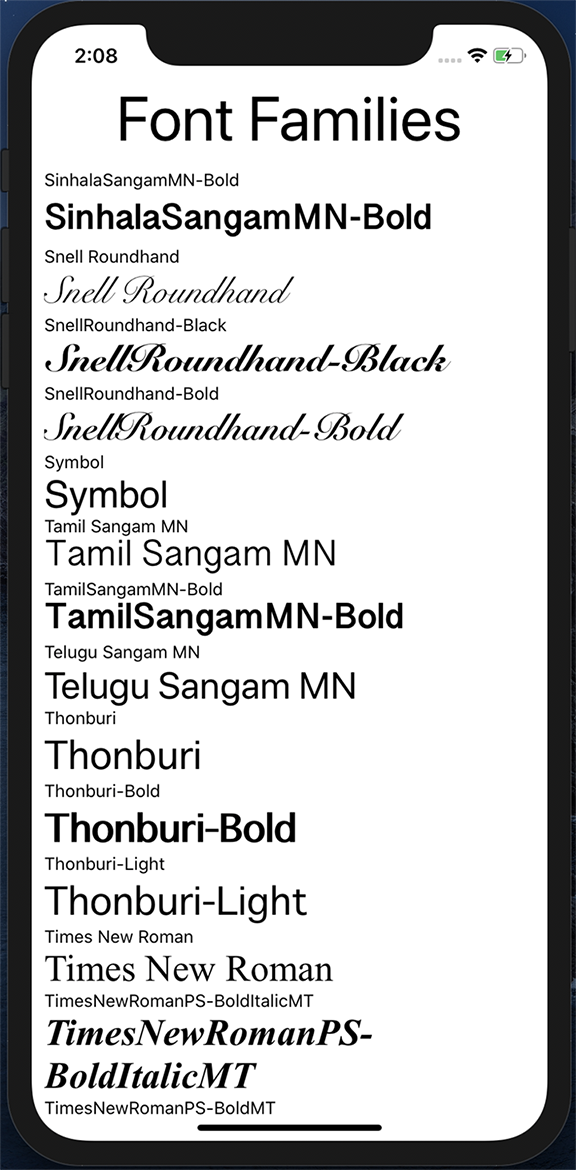 2:08
Font Families
SinhalaSangamMN-Bold
SinhalaSangamMN-Bold
Snell Roundhand
Snell Roundhand
SnellRoundhand-Black
SnellRoundhand-Black
SnellRoundhand-Bold
SnellRoundhand-Bold
Symbol
Symbol
Tamil Sangam MN
Tamil Sangam MN
TamilSangamMN-Bold
TamilSangamMN-Bold
Telugu Sangam MN
Telugu Sangam MN
Thonburi
Thonburi
Thonburi-Bold
Thonburi-Bold
Thonburi-Light
Thonburi-Light
Times New Roman
Times New Roman
TimesNewRomanPS-BoldItalicMT
TimesNewRomanPS-
BoldItalicMT
TimesNewRomanPS-BoldMT